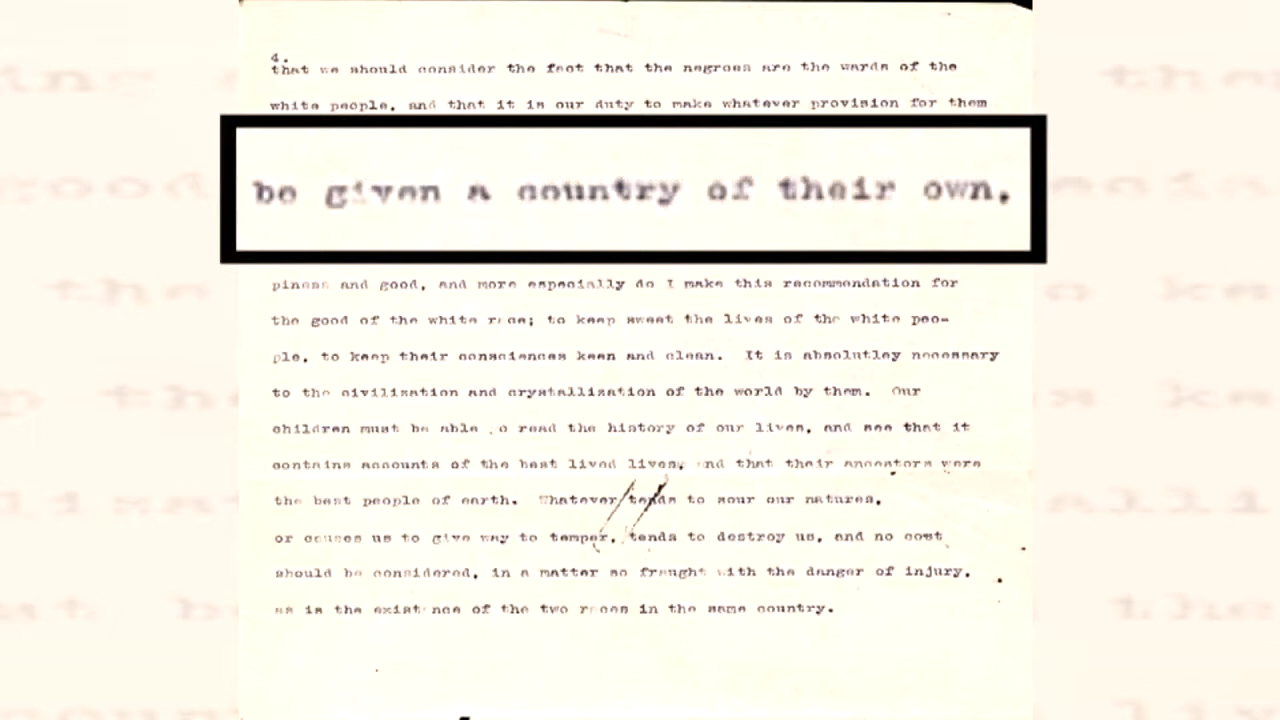 4.
that we should consider the fact that the negroes are the wards of the
white people, and that it is our duty to make whatever provision for them
be given a country of their own.
piness and good, and more especially do I make this recommendation for
the good of the white race; to keep sweet the lives of the white peo-
ple, to keep their consciences keen and clean. It is absolutley necessary
to the civilization and crystallization of the world by them. Our
children must be able to read the history of our lives, and see that it
contains accounts of the best lived lives, and that their ancestors were
the best people of earth. Whatever tends to sour our natures,
or causes us to give way to temper, tends to destroy us, and no cost
should be considered, in a matter so fraught with the danger of injury,
as is the existence of the two races in the same country.